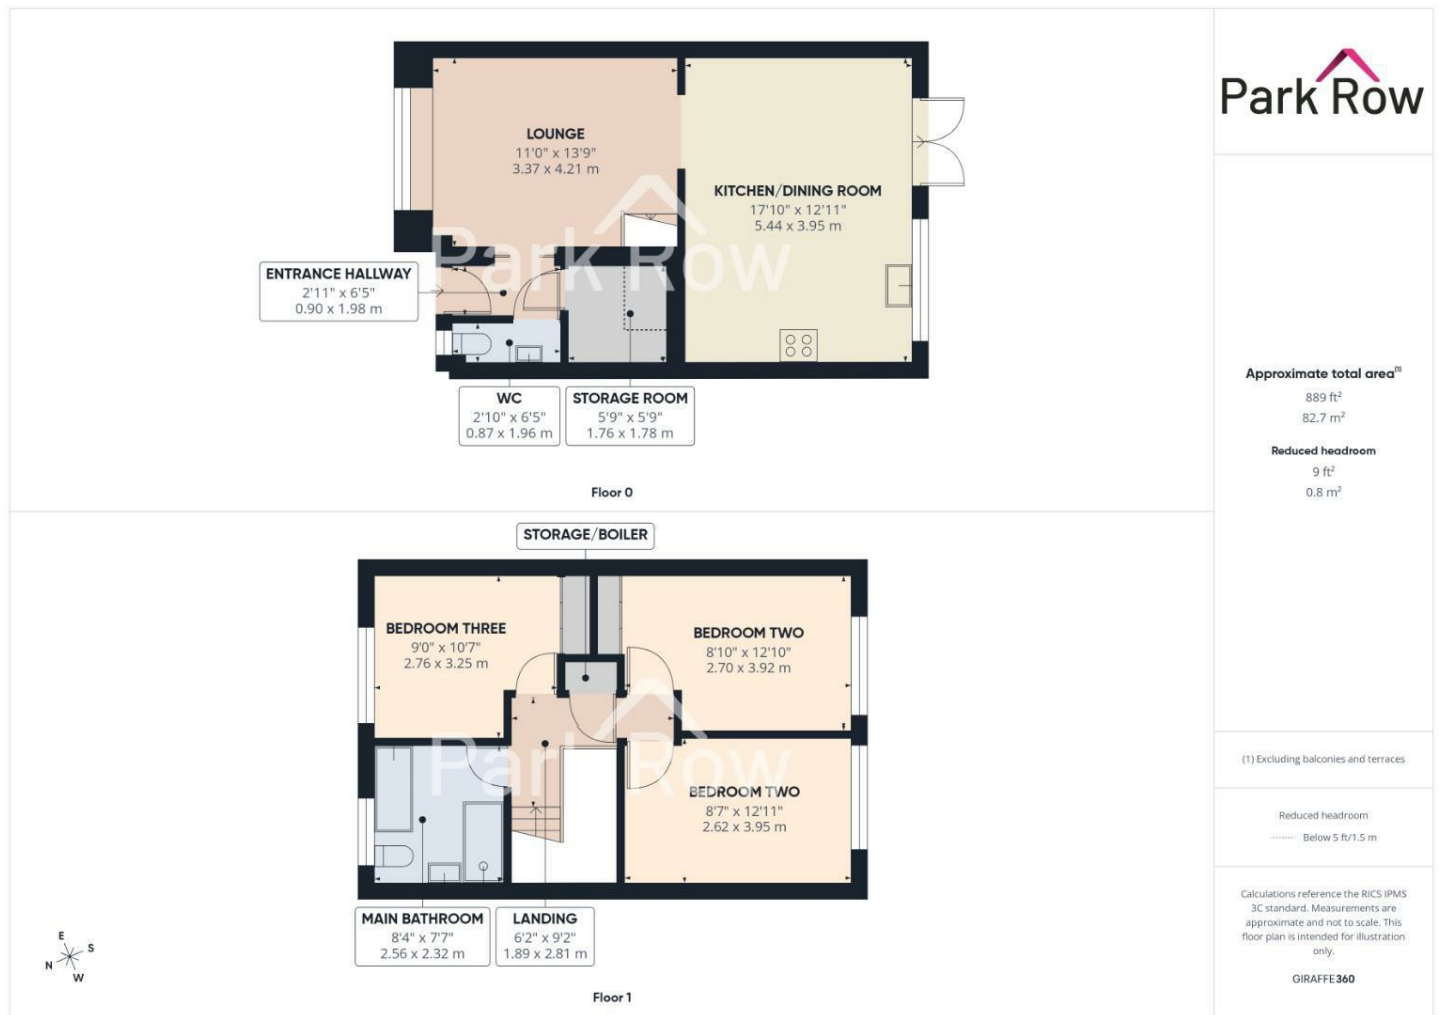 LOUNGE
11'0" x 13'9"
3.37 x 4.21 m
KITCHEN/DINING ROOM
17'10" x 12'11"
5.44 x 3.95 m
ENTRANCE HALLWAY
2'11" x 6'5"
0.90 x 1.98 m
Park Row
WC
2'10" x 6'5"
0.87 x 1.96 m
STORAGE ROOM
5'9" x 5'9"
1.76 x 1.78 m
Floor 0
STORAGE/BOILER
BEDROOM THREE
9'0" x 10'7"
2.76 x 3.25 m
BEDROOM TWO
8'10" x 12'10"
2.70 x 3.92 m
Park Row
BEDROOM TWO
8'7" x 12'11"
2.62 x 3.95 m
MAIN BATHROOM
8'4" x 7'7"
2.56 x 2.32 m
LANDING
6'2" x 9'2"
1.89 x 2.81 m
E
S
N
W
Floor 1
Park Row
Approximate total area(1)
889 ft²
82.7 m²
Reduced headroom
9 ft²
0.8 m²
(1) Excluding balconies and terraces
Reduced headroom
Below 5 ft/1.5 m
Calculations reference the RICS IPMS
3C standard. Measurements are
approximate and not to scale. This
floor plan is intended for illustration
only.
GIRAFFE360